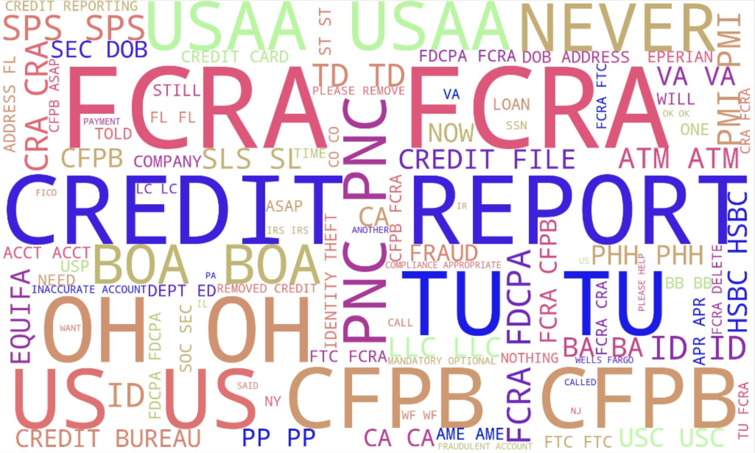 CREDIT REPORTING
SPS SPS
USAA USAA
NEVER
PMI PMI
ST ST
SEC DOB
CREDIT CARD
FDCPA FCRA
DOB ADDRESS
EPERIAN
ADDRESS FL
CRA CRA
CFPB ASAP
FCRA FCRA
TD TD
PLEASE REMOVE
STILL
PAYMENT
TOLD
FL FL
VA
LOAN
SSN
NOW
FCRA FTC
VA VA
WILL
OK OK
ONE
CRA FCRA
CFPB
COMPANY
SLS SL
TIME
CO CO
PNC PNC
CREDIT FILE
ATM ATM
CREDIT REPORT
FICO
LC LC
ASAP
IRS IRS
CA
ANOTHER
CFPB FCRA
IR
HSBC HSBC
ACCT ACCT
USP
BOA BOA
PA
IDENTITY THEFT
FRAUD
COMPLIANCE APPROPRIATE
FCRA CFPB
US
PHH PHH
PLEASE HELP
BB BB
FCRA DELETE
EQUIFA
NEED
INACCURATE ACCOUNT
DEPT ED
REMOVED CREDIT
IL
OH OH
WANT
FDCPA FDCPA
SOC SEC
TU TU
FCRA FDCPA
FCRA CRA
APR APR
CALL
LLC LLC
FTC FCRA
MANDATORY OPTIONAL
NOTHING
BA BA
WELLS FARGO
ID ID
US US
ID
SAID
NY
CFPB CFPB
WF WF
CALLED
NJ
TU FCRA
CREDIT BUREAU
PP PP
CA CA
AME AME
FRAUDULENT ACCOUNT
FTC FTC
USC USC